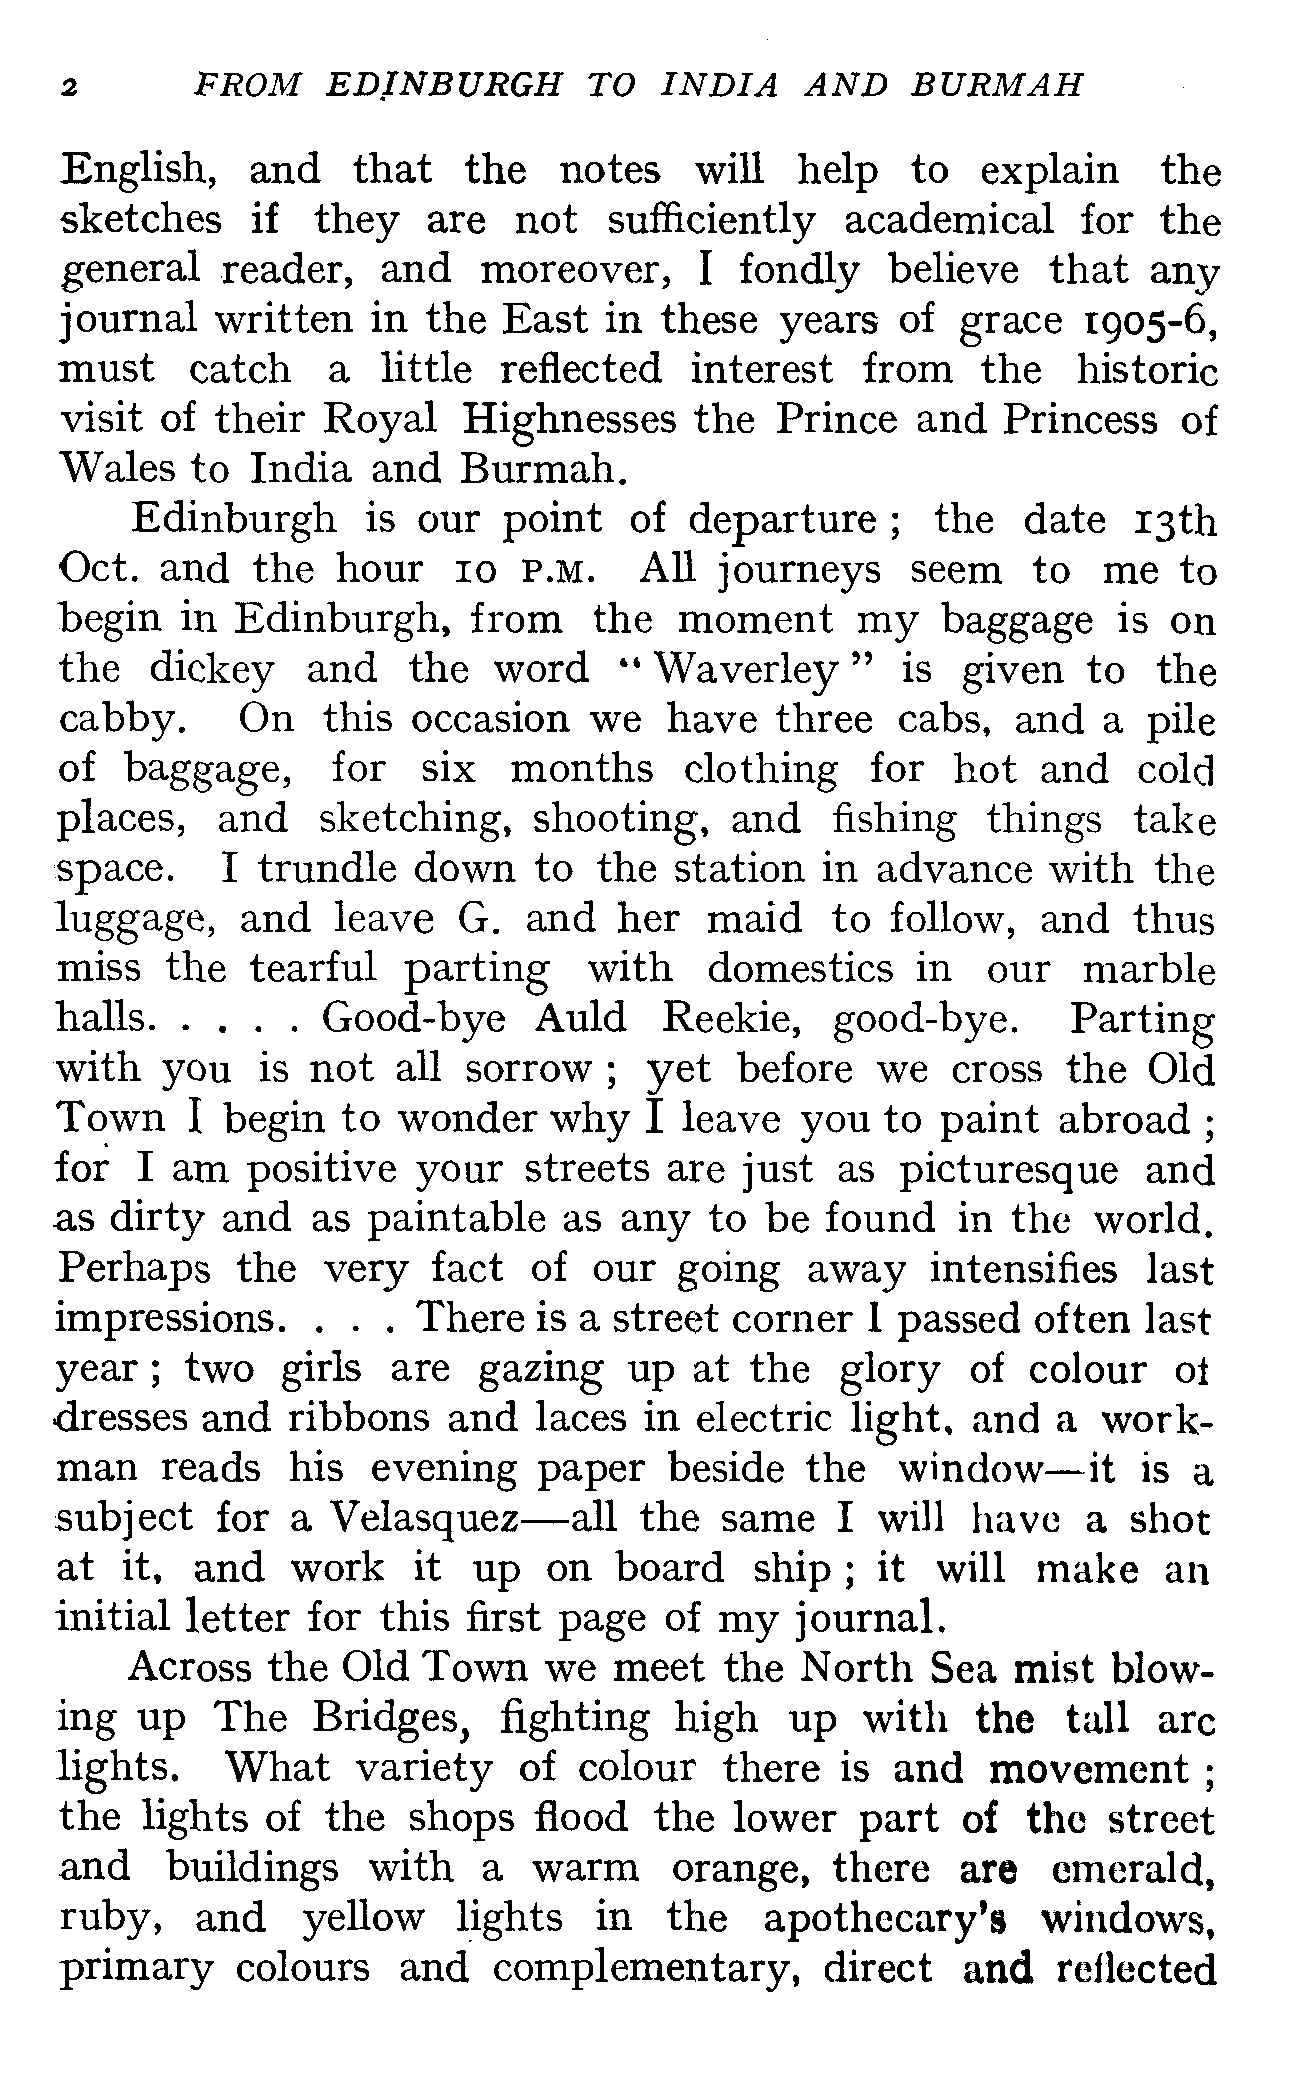 2 FROM EDINBURGH TO INDIA AND BURMAH
English, and that the notes will help to explain the
sketches if they are not sufficiently academical for the
general reader, and moreover, I fondly believe that any
journal written in the East in these years of grace 1905-6,
must catch a little reflected interest from the historic
visit of their Royal Highnesses the Prince and Princess of
Wales to India and Burmah.
Edinburgh is our point of departure ; the date 13th
Oct. and the hour 10 P.M. All journeys seem to me to
begin in Edinburgh, from the moment my baggage is on
the dickey and the word “ Waverley ” is given to the
cabby. On this occasion we have three cabs, and a pile
of baggage, for six months clothing for hot and cold
places, and sketching, shooting, and fishing things take
space. I trundle down to the station in advance with the
luggage, and leave G. and her maid to follow, and thus
miss the tearful parting with domestics in our marble
halls. . . . . Good-bye Auld Reekie, good-bye. Parting
with you is not all sorrow ; yet before we cross the Old
Town I begin to wonder why I leave you to paint abroad ;
for I am positive your streets are just as picturesque and
as dirty and as paintable as any to be found in the world.
Perhaps the very fact of our going away intensifies last
impressions. . . . There is a street corner I passed often last
year ; two girls are gazing up at the glory of colour of
dresses and ribbons and laces in electric light, and a work-
man reads his evening paper beside the window—it is a
subject for a Velasquez—all the same I will have a shot
at it, and work it up on board ship ; it will make an
initial letter for this first page of my journal.
Across the Old Town we meet the North Sea mist blow-
ing up The Bridges, fighting high up with the tall arc
lights. What variety of colour there is and movement ;
the lights of the shops flood the lower part of the street
and buildings with a warm orange, there are emerald,
ruby, and yellow lights in the apothecary's windows,
primary colours and complementary, direct and reflected